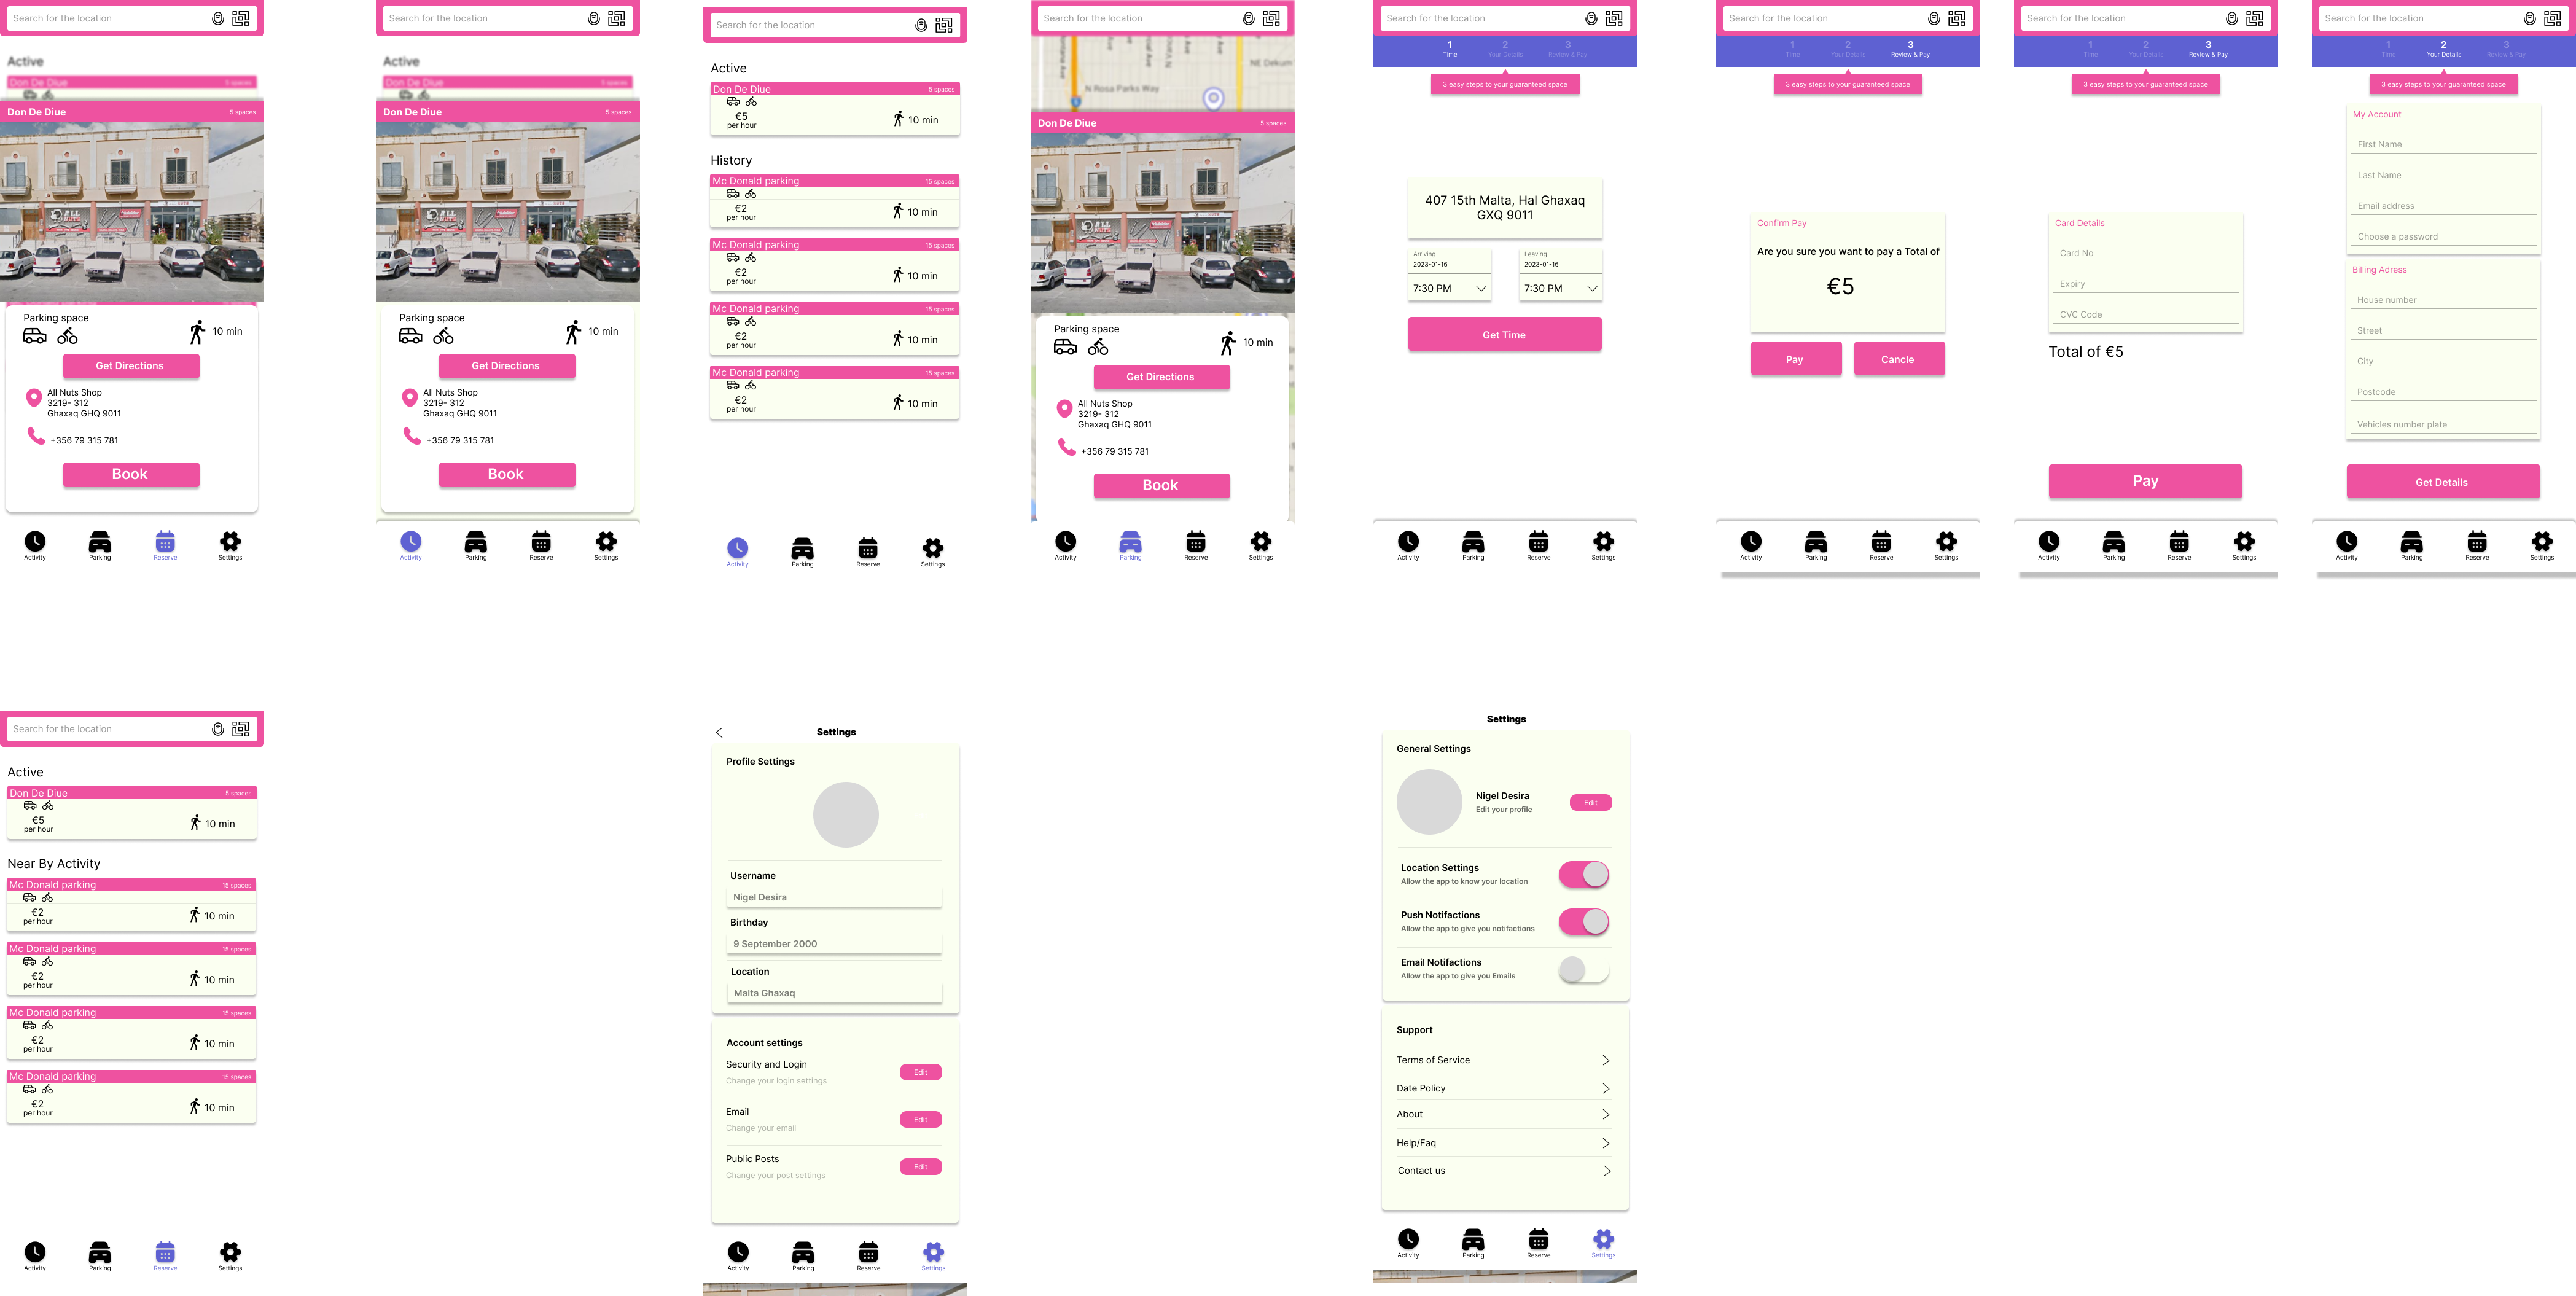 Search for the location
Active
Don De Diue
5 spaces
Don De Diue
5 spaces
ALL NUTS
Parking space
10 min
Get Directions
All Nuts Shop
3219- 312
Ghaxaq GHQ 9011
+356 79 315 781
Book
Activity
Parking
Reserve
Settings
Search for the location
Active
Don De Diue
5 spaces
Don De Diue
5 spaces
ALL NUTS
Parking space
10 min
Get Directions
All Nuts Shop
3219- 312
Ghaxaq GHQ 9011
+356 79 315 781
Book
Activity
Parking
Reserve
Settings
Search for the location
Active
Don De Diue
5 spaces
€5
per hour
10 min
History
Mc Donald parking
15 spaces
€2
per hour
10 min
Mc Donald parking
15 spaces
€2
per hour
10 min
Mc Donald parking
15 spaces
€2
per hour
10 min
Mc Donald parking
15 spaces
€2
per hour
10 min
Activity
Parking
Reserve
Settings
Search for the location
NE Dekum
N Rosa Parks Way
Don De Diue
5 spaces
ALL NUTS
Parking space
10 min
Get Directions
All Nuts Shop
3219- 312
Ghaxaq GHQ 9011
+356 79 315 781
Book
Activity
Parking
Reserve
Settings
Search for the location
1
2
3
Time
Your Details
Review & Pay
3 easy steps to your guaranteed space
407 15th Malta, Hal Ghaxaq
GXQ 9011
Arriving
2023-01-16
7:30 PM
Leaving
2023-01-16
7:30 PM
Get Time
Activity
Parking
Reserve
Settings
Search for the location
1
2
3
Time
Your Details
Review & Pay
3 easy steps to your guaranteed space
Confirm Pay
Are you sure you want to pay a Total of
€5
Pay
Cancle
Activity
Parking
Reserve
Settings
Search for the location
1
2
3
Time
Your Details
Review & Pay
3 easy steps to your guaranteed space
Card Details
Card No
Expiry
CVC Code
Total of €5
Pay
Activity
Parking
Reserve
Settings
Search for the location
1
2
3
Time
Your Details
Review & Pay
3 easy steps to your guaranteed space
My Account
First Name
Last Name
Email address
Choose a password
Billing Adress
House number
Street
City
Postcode
Vehicles number plate
Get Details
Activity
Parking
Reserve
Settings
Search for the location
Active
Don De Diue
5 spaces
€5
per hour
10 min
Near By Activity
Mc Donald parking
15 spaces
€2
per hour
10 min
Mc Donald parking
15 spaces
€2
per hour
10 min
Mc Donald parking
15 spaces
€2
per hour
10 min
Mc Donald parking
15 spaces
€2
per hour
10 min
Activity
Parking
Reserve
Settings
Settings
Profile Settings
Username
Nigel Desira
Birthday
9 September 2000
Location
Malta Ghaxaq
Account settings
Security and Login
Change your login settings
Edit
Email
Change your email
Edit
Public Posts
Change your post settings
Edit
Activity
Parking
Reserve
Settings
Settings
General Settings
Nigel Desira
Edit your profile
Edit
Location Settings
Allow the app to know your location
Push Notifactions
Allow the app to give you notifactions
Email Notifactions
Allow the app to give you Emails
Support
Terms of Service
Date Policy
About
Help/Faq
Contact us
Activity
Parking
Reserve
Settings